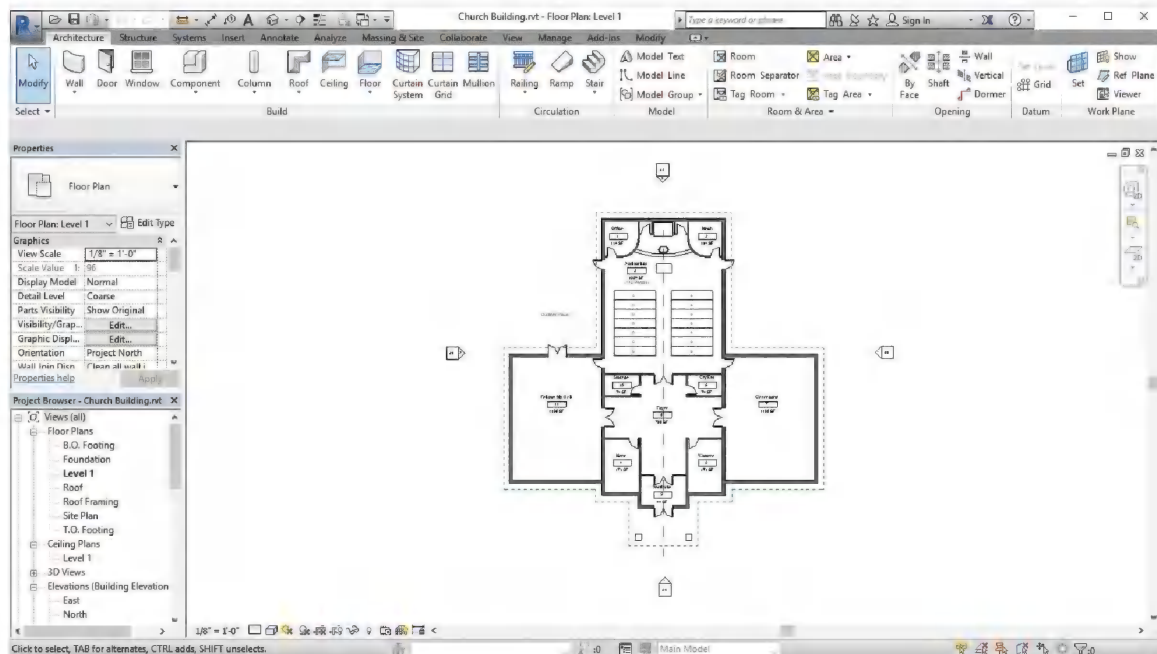 Church Building.rvt - Floor Plan: Level 1
Type a keyword or phrase
Sign In
Architecture Structure Systems Insert Annotate Analyze Massing & Site Collaborate View Manage Add-Ins Modify
Modify Wall Door Window Component Column Roof Ceiling Floor Curtain System Curtain Grid Mullion Railing Ramp Stair
Model Text
Model Line
Model Group
Room
Room Separator
Tag Room
Area
Tag Area
By Face
Shaft
Wall
Vertical
Dormer
Grid
Set
Show
Ref Plane
Viewer
Select Build Circulation Model Room & Area Opening Datum Work Plane
Properties
Floor Plan
Floor Plan: Level 1 Edit Type
Graphics
View Scale 1/8" = 1'-0"
Scale Value 1: 96
Display Model Normal
Detail Level Coarse
Parts Visibility Show Original
Visibility/Grap... Edit...
Graphic Displ... Edit...
Orientation Project North
Wall Join Disp Clean all wall j
Properties help Apply
Project Browser - Church Building.rvt
Views (all)
Floor Plans
B.O. Footing
Foundation
Level 1
Roof
Roof Framing
Site Plan
T.O. Footing
Ceiling Plans
Level 1
3D Views
Elevations (Building Elevation
East
North
1/8" = 1'-0"
Click to select, TAB for alternates, CTRL adds, SHIFT unselects.
:0
Main Model
:0